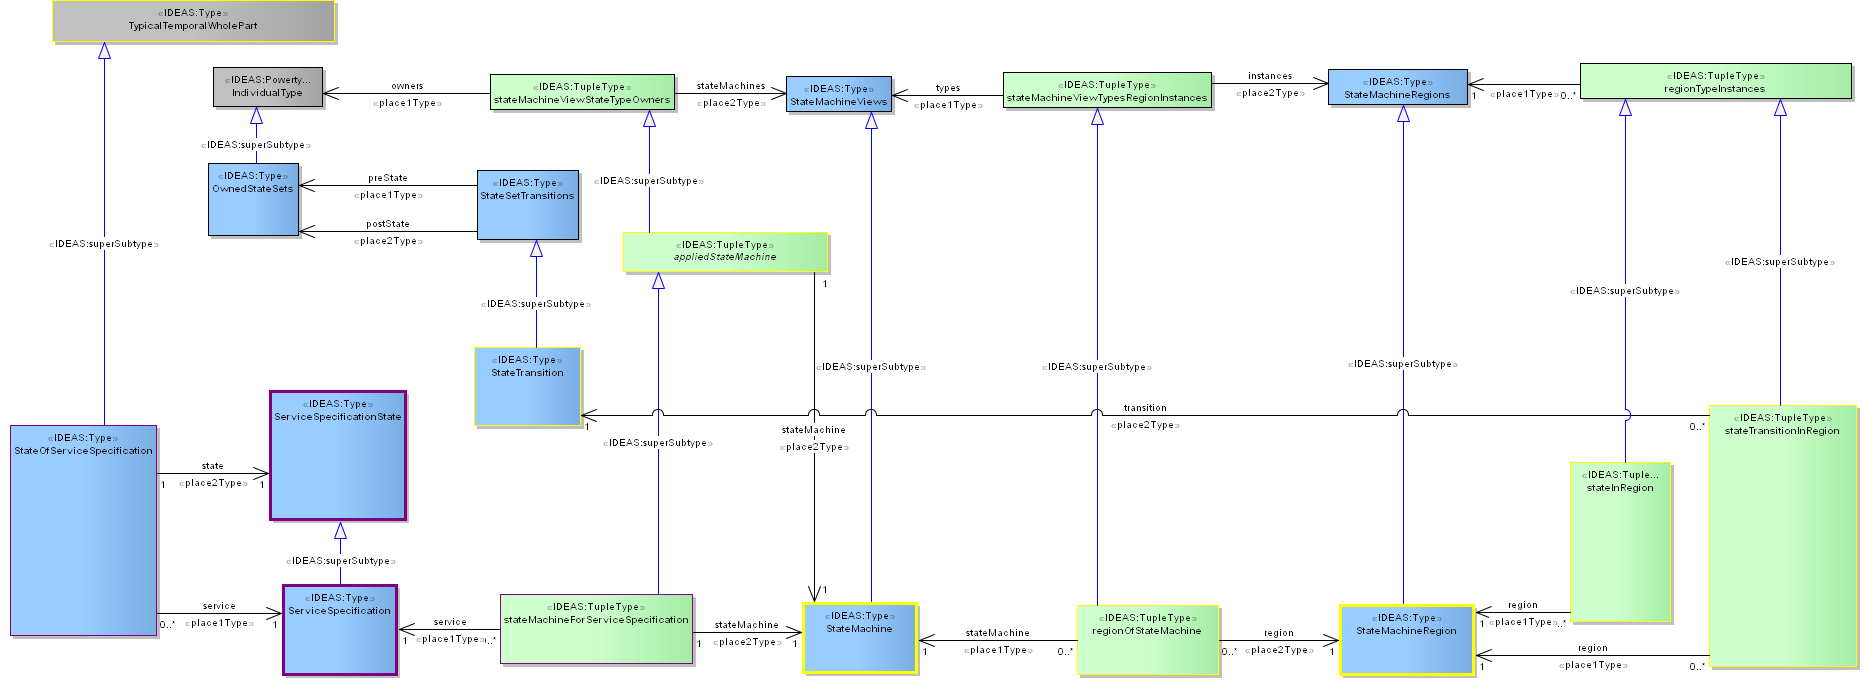 «IDEAS:Type»
TypicalTemporalWholePart
«IDEAS:Powerty...
IndividualType
owners
«place1Type»
«IDEAS:TupleType»
stateMachineViewStateTypeOwners
stateMachines
«place2Type»
«IDEAS:Type»
StateMachineViews
types
«place1Type»
«IDEAS:TupleType»
stateMachineViewTypesRegionInstances
instances
«place2Type»
«IDEAS:Type»
StateMachineRegions
1
«place1Type»
0..*
«IDEAS:TupleType»
regionTypeInstances
«IDEAS:superSubtype»
«IDEAS:Type»
OwnedStateSets
preState
«place1Type»
postState
«place2Type»
«IDEAS:Type»
StateSetTransitions
«IDEAS:superSubtype»
«IDEAS:superSubtype»
«IDEAS:TupleType»
appliedStateMachine
1
«IDEAS:superSubtype»
«IDEAS:superSubtype»
«IDEAS:superSubtype»
«IDEAS:superSubtype»
«IDEAS:Type»
StateTransition
1
«IDEAS:superSubtype»
«IDEAS:superSubtype»
«IDEAS:superSubtype»
transition
«place2Type»
0..*
«IDEAS:TupleType»
stateTransitionInRegion
«IDEAS:Type»
ServiceSpecificationState
«IDEAS:Type»
StateOfServiceSpecification
state
1
«place2Type»
1
«IDEAS:superSubtype»
stateMachine
«place2Type»
1
«IDEAS:Tuple...
stateInRegion
«IDEAS:superSubtype»
service
0..*
«place1Type»
1
«IDEAS:Type»
ServiceSpecification
service
1
«place1Type»
..*
«IDEAS:TupleType»
stateMachineForServiceSpecification
stateMachine
1
«place2Type»
1
«IDEAS:Type»
StateMachine
stateMachine
1
«place1Type»
0..*
«IDEAS:TupleType»
regionOfStateMachine
region
0..*
«place2Type»
1
«IDEAS:Type»
StateMachineRegion
region
1
«place1Type»
..*
region
1
«place1Type»
0..*